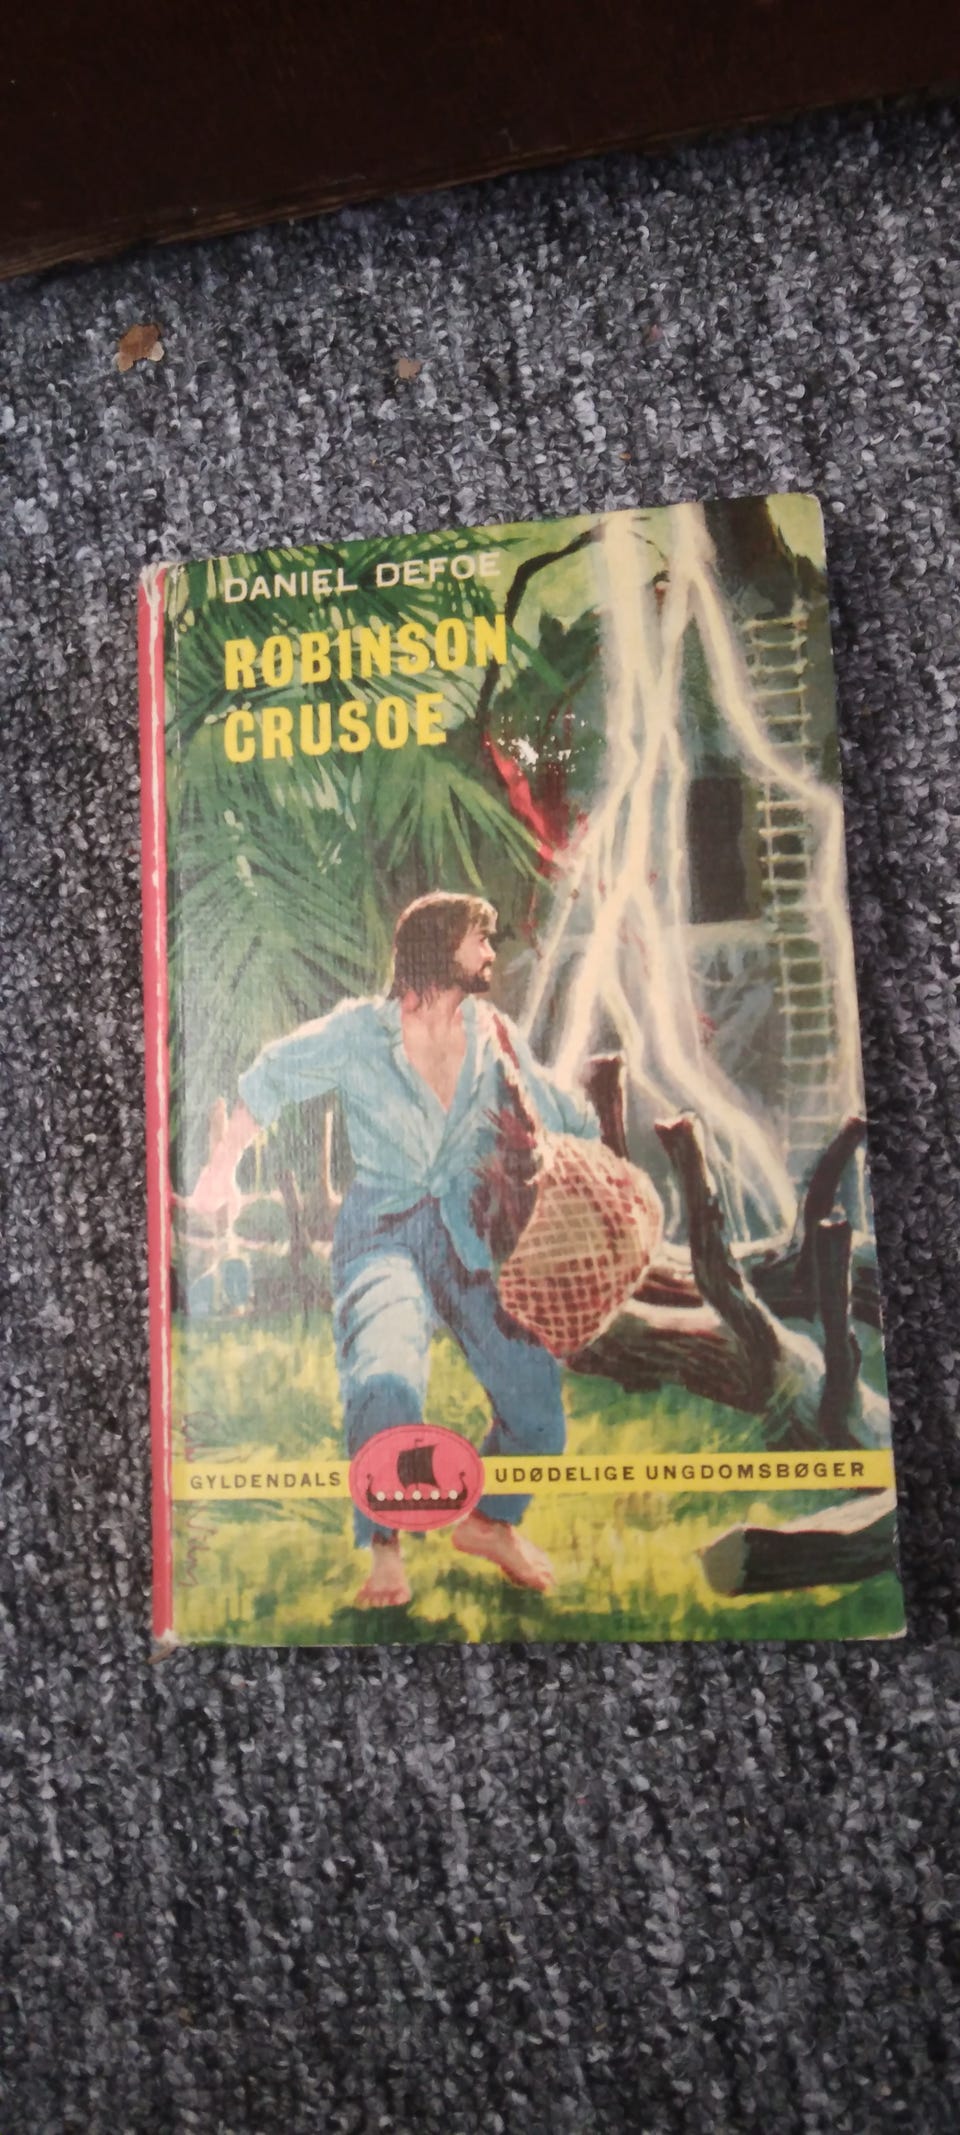 DANIEL DEFOE
ROBINSON
CRUSOE
GYLDENDALS UDØDELIGE UNGDOMSBØGER